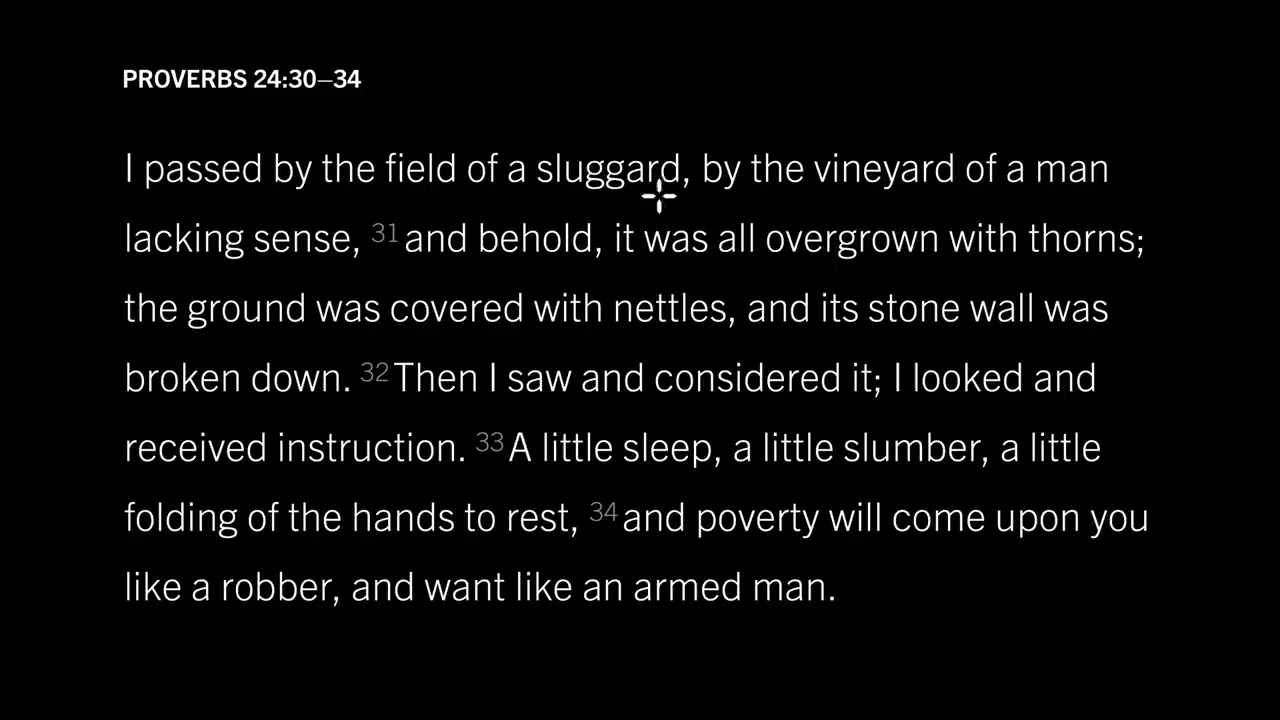 PROVERBS 24:30–34
I passed by the field of a sluggard, by the vineyard of a man
lacking sense, 31 and behold, it was all overgrown with thorns;
the ground was covered with nettles, and its stone wall was
broken down. 32 Then I saw and considered it; I looked and
received instruction. 33 A little sleep, a little slumber, a little
folding of the hands to rest, 34 and poverty will come upon you
like a robber, and want like an armed man.